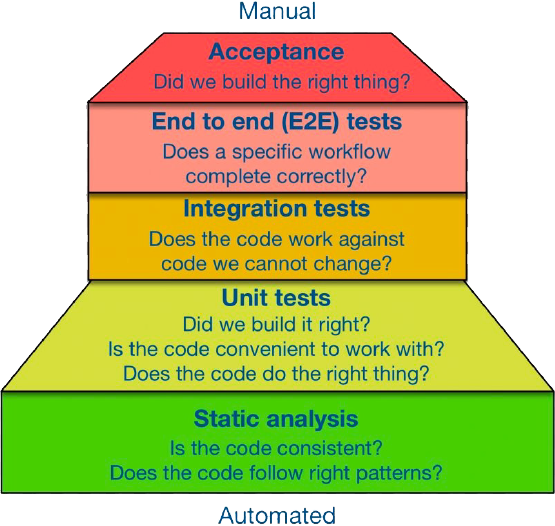 Manual
Acceptance
Did we build the right thing?
End to end (E2E) tests
Does a specific workflow
complete correctly?
Integration tests
Does the code work against
code we cannot change?
Unit tests
Did we build it right?
Is the code convenient to work with?
Does the code do the right thing?
Static analysis
Is the code consistent?
Does the code follow right patterns?
Automated